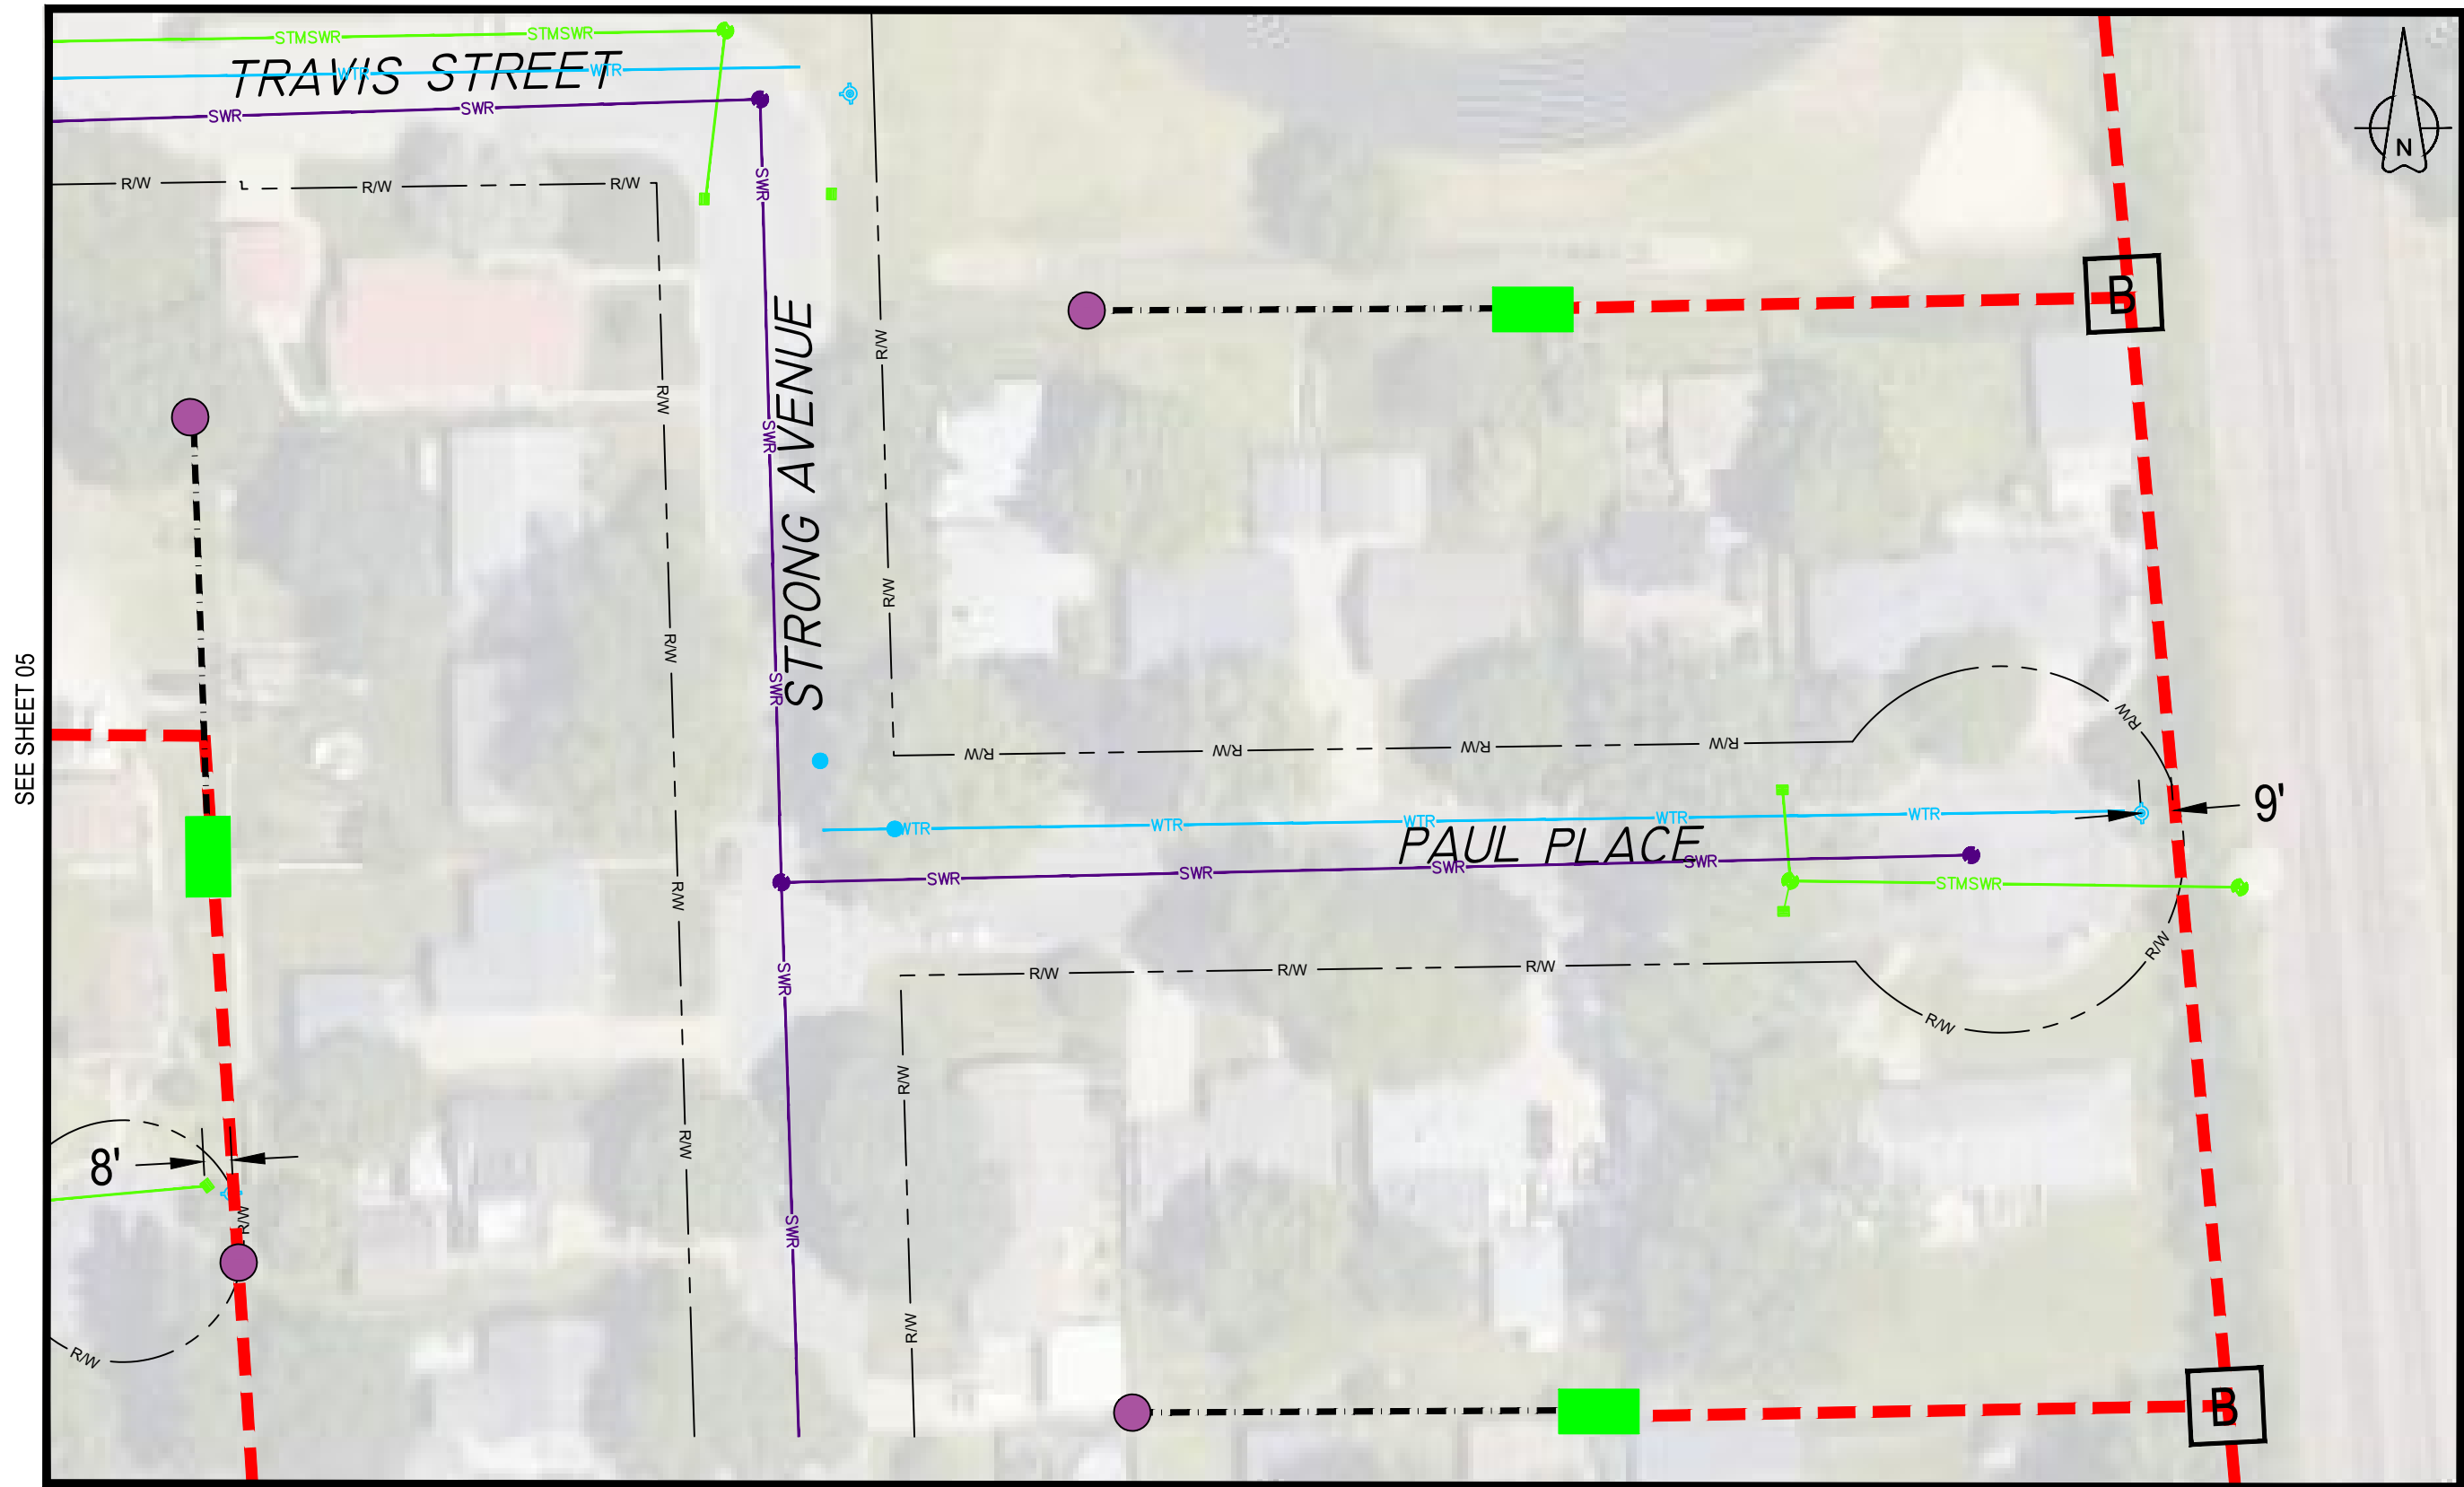 STMSWR
STMSWR
TRAVIS STREET
WTR
WTR
SWR
SWR
R/W
R/W
R/W
N
SWR
B
R/W
STRONG AVENUE
R/W
SWR
R/W
R/W
SWR
SEE SHEET 05
R/W
R/W
R/W
R/W
R/W
WTR
WTR
WTR
WTR
WTR
9'
PAUL PLACE
SWR
SWR
SWR
SWR
STMSWR
R/W
R/W
SWR
R/W
R/W
R/W
R/W
R/W
R/W
8'
R/W
SWR
R/W
R/W
B